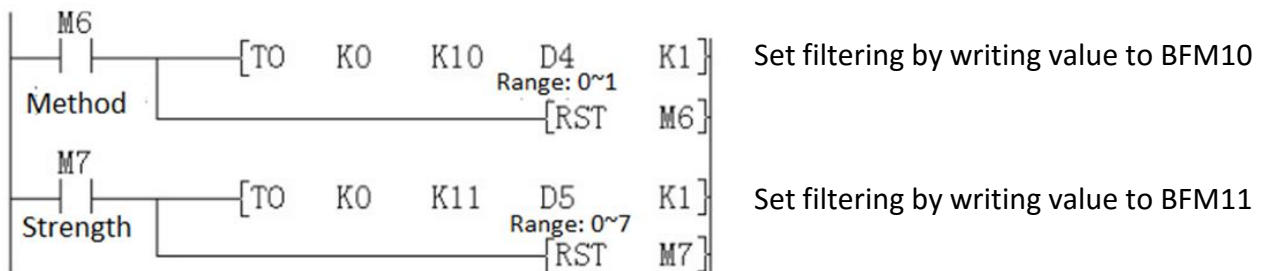 M6
[TO K0 K10 D4 K1] Set filtering by writing value to BFM10
Range: 0~1
Method
[RST M6]
M7
[TO K0 K11 D5 K1] Set filtering by writing value to BFM11
Range: 0~7
Strength
[RST M7]